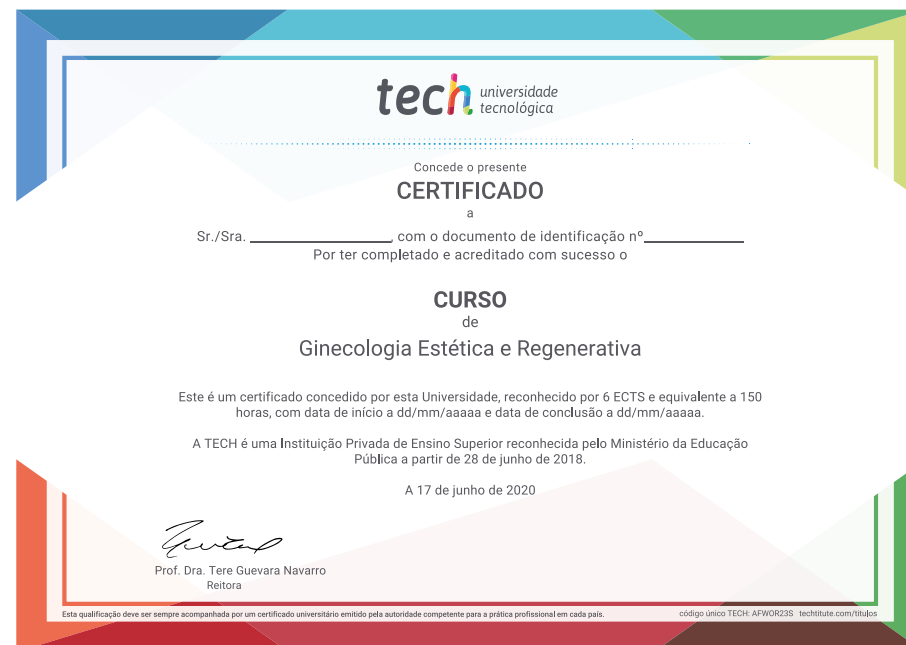 tech universidade
tecnológica
Concede o presente
CERTIFICADO
a
Sr./Sra. ____________________, com o documento de identificação nº______________
Por ter completado e acreditado com sucesso o
CURSO
de
Ginecologia Estética e Regenerativa
Este é um certificado concedido por esta Universidade, reconhecido por 6 ECTS e equivalente a 150
horas, com data de início a dd/mm/aaaaa e data de conclusão a dd/mm/aaaaa.
A TECH é uma Instituição Privada de Ensino Superior reconhecida pelo Ministério da Educação
Pública a partir de 28 de junho de 2018.
A 17 de junho de 2020
Prof. Dra. Tere Guevara Navarro
Reitora
Esta qualificação deve ser sempre acompanhada por um certificado universitário emitido pela autoridade competente para a prática profissional em cada país.
código único TECH: AFWOR23S techtitute.com/titulos